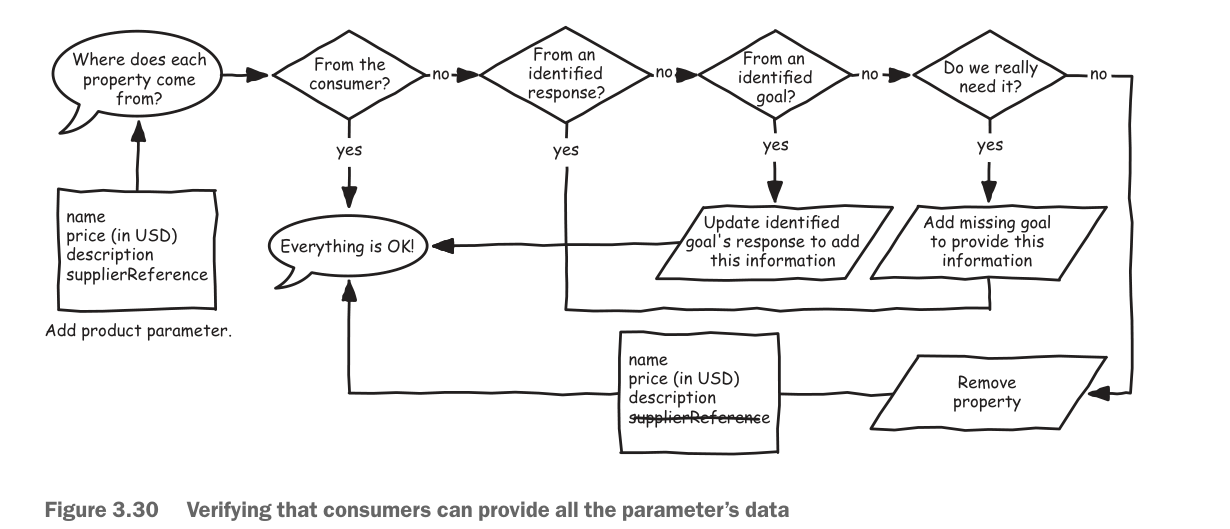 Where does each
property come
from?
From the
consumer?
no
From an
identified
response?
no
From an
identified
goal?
no
Do we really
need it?
no
yes
yes
yes
yes
name
price (in USD)
description
supplierReference
Add product parameter.
Everything is OK!
Update identified
goal's response to add
this information
Add missing goal
to provide this
information
name
price (in USD)
description
supplierReference
Remove
property
Figure 3.30 Verifying that consumers can provide all the parameter's data